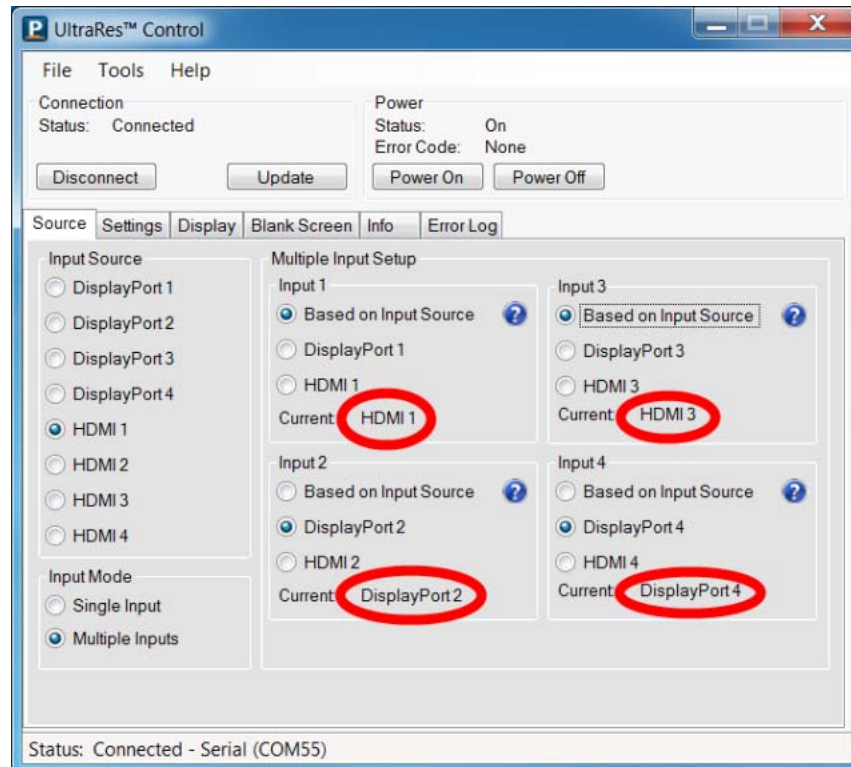 P UltraRes™ Control
File Tools Help
Connection
Status: Connected
Disconnect Update
Power
Status: On
Error Code: None
Power On Power Off
Source Settings Display Blank Screen Info Error Log
Input Source
DisplayPort 1
DisplayPort 2
DisplayPort 3
DisplayPort 4
HDMI 1
HDMI 2
HDMI 3
HDMI 4
Input Mode
Single Input
Multiple Inputs
Multiple Input Setup
Input 1
Based on Input Source ?
DisplayPort 1
HDMI 1
Current: HDMI 1
Input 2
Based on Input Source ?
DisplayPort 2
HDMI 2
Current: DisplayPort 2
Input 3
Based on Input Source ?
DisplayPort 3
HDMI 3
Current: HDMI 3
Input 4
Based on Input Source ?
DisplayPort 4
HDMI 4
Current: DisplayPort 4
Status: Connected - Serial (COM55)